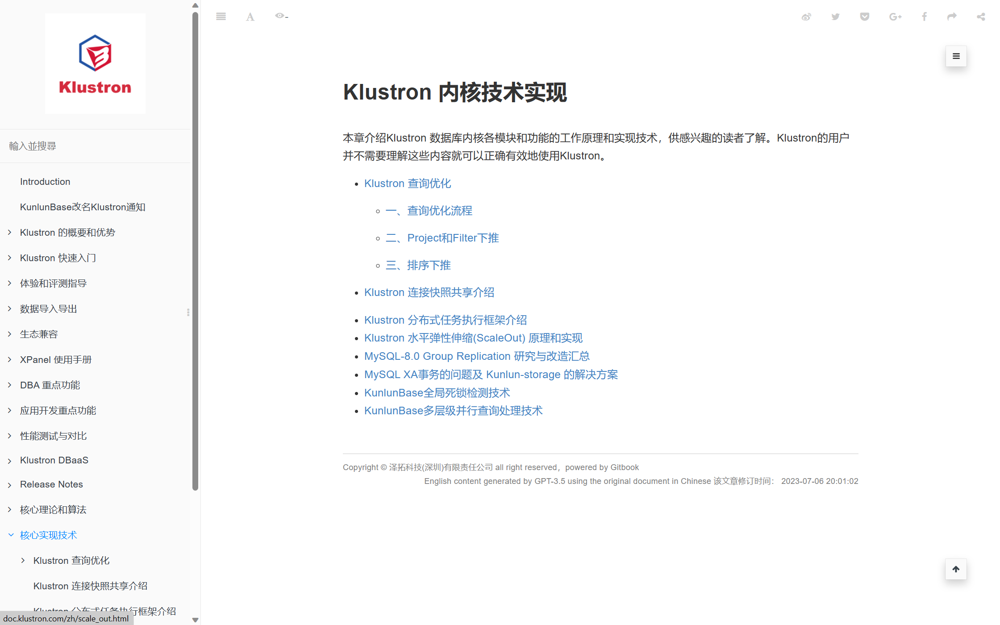 Klustron
輸入並搜尋
Introduction
KunlunBase改名Klustron通知
Klustron 的概要和优势
Klustron 快速入门
体验和评测指导
数据导入导出
生态兼容
XPanel 使用手册
DBA 重点功能
应用开发重点功能
性能测试与对比
Klustron DBaaS
Release Notes
核心理论和算法
核心实现技术
Klustron 查询优化
Klustron 连接快照共享介绍
Klustron 分布式任务执行框架介绍
doc.klustron.com/zh/scale_out.html
Klustron 内核技术实现
本章介绍Klustron 数据库内核各模块和功能的工作原理和实现技术，供感兴趣的读者了解。Klustron的用户
并不需要理解这些内容就可以正确有效地使用Klustron。
Klustron 查询优化
一、查询优化流程
二、Project和Filter下推
三、排序下推
Klustron 连接快照共享介绍
Klustron 分布式任务执行框架介绍
Klustron 水平弹性伸缩(ScaleOut) 原理和实现
MySQL-8.0 Group Replication 研究与改造汇总
MySQL XA事务的问题及 Kunlun-storage 的解决方案
KunlunBase全局死锁检测技术
KunlunBase多层级并行查询处理技术
Copyright © 泽拓科技(深圳)有限责任公司 all right reserved，powered by Gitbook
English content generated by GPT-3.5 using the original document in Chinese 该文章修订时间： 2023-07-06 20:01:02